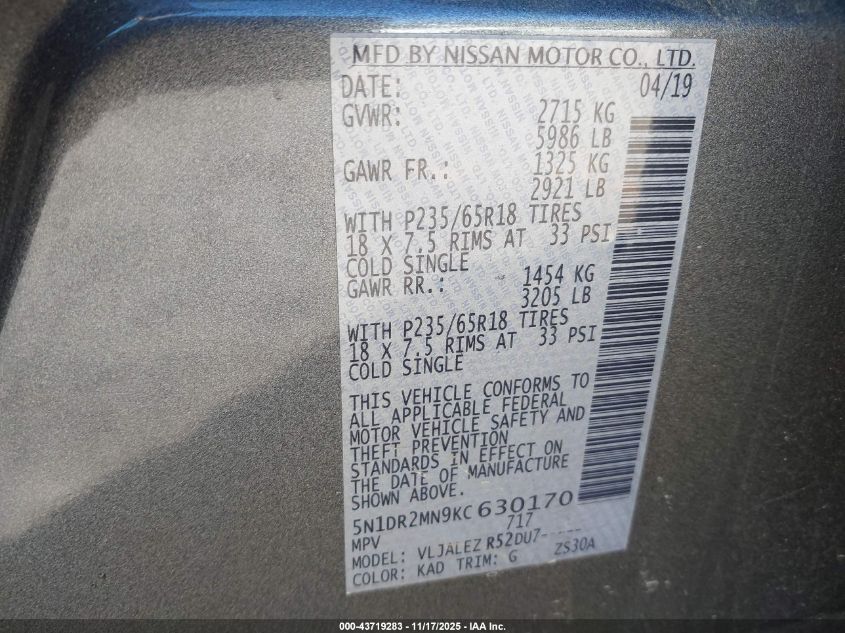 MFD BY NISSAN MOTOR CO., LTD.
DATE: 04/19
GVWR: 2715 KG
5986 LB
GAWR FR.: 1325 KG
2921 LB
WITH P235/65R18 TIRES
18 X 7.5 RIMS AT 33 PSI
COLD SINGLE
GAWR RR.: 1454 KG
3205 LB
WITH P235/65R18 TIRES
18 X 7.5 RIMS AT 33 PSI
COLD SINGLE
THIS VEHICLE CONFORMS TO
ALL APPLICABLE FEDERAL
MOTOR VEHICLE SAFETY AND
THEFT PREVENTION
STANDARDS IN EFFECT ON
THE DATE OF MANUFACTURE
SHOWN ABOVE.
5N1DR2MN9KC630170
MPV 717
MODEL: VLJALEZ R52DU7-
COLOR: KAD TRIM: G ZS30A
000-43719283 - 11/17/2025 - IAA Inc.